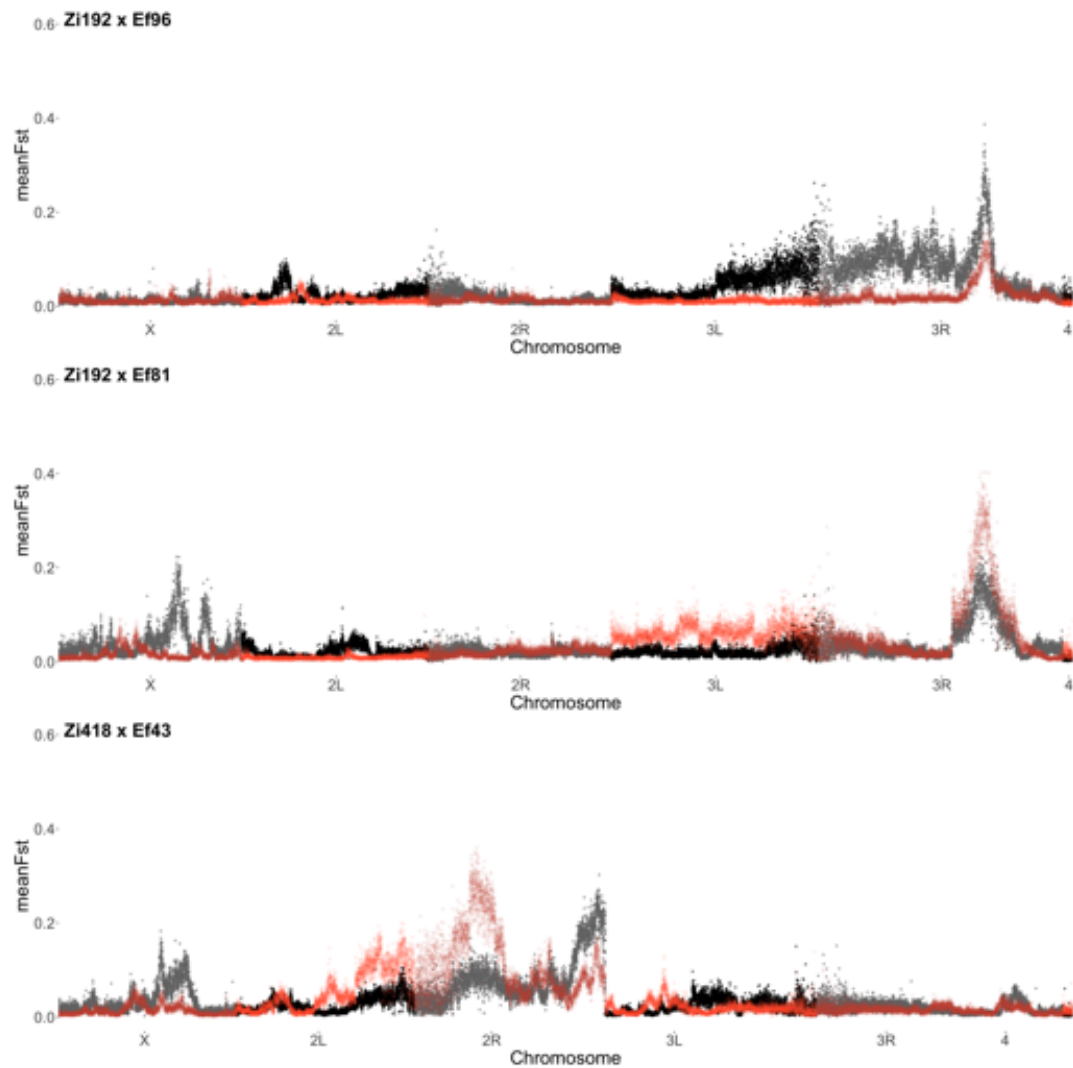 Zi192 x Ef96
0.6
0.4
0.2
0.0
meanFst
X 2L 2R 3L 3R 4
Chromosome
Zi192 x Ef81
0.6
0.4
0.2
0.0
meanFst
X 2L 2R 3L 3R 4
Chromosome
Zi418 x Ef43
0.6
0.4
0.2
0.0
meanFst
X 2L 2R 3L 3R 4
Chromosome